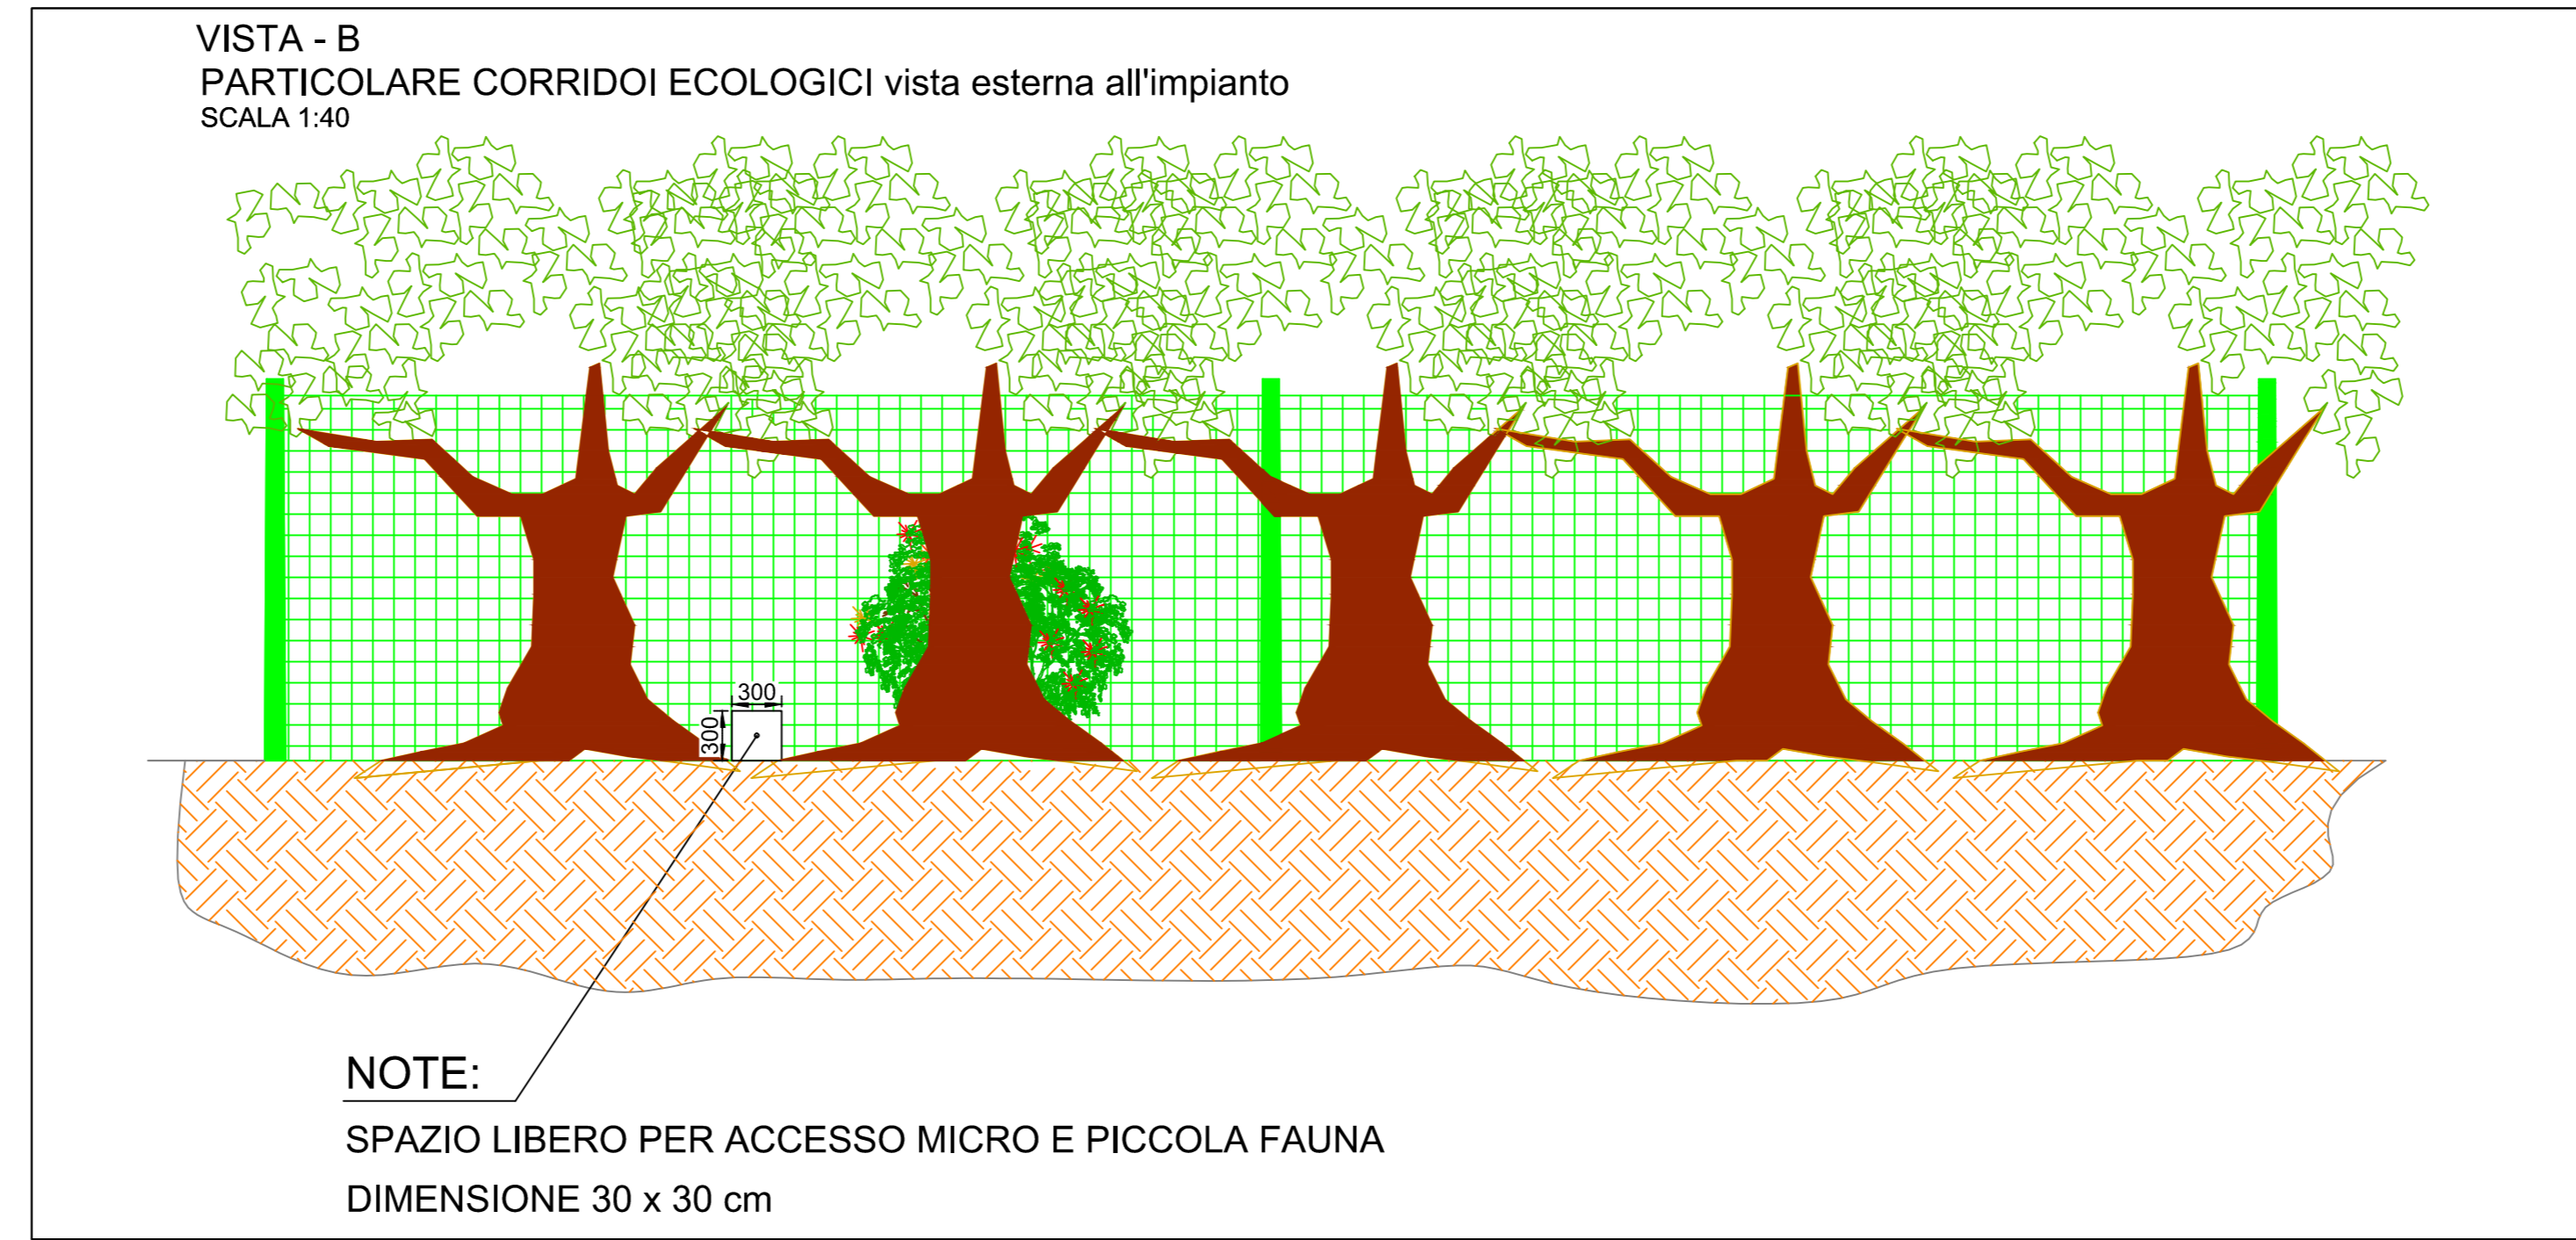 VISTA - B
PARTICOLARE CORRIDOI ECOLOGICI vista esterna all'impianto
SCALA 1:40
300
300
NOTE:
SPAZIO LIBERO PER ACCESSO MICRO E PICCOLA FAUNA
DIMENSIONE 30 x 30 cm